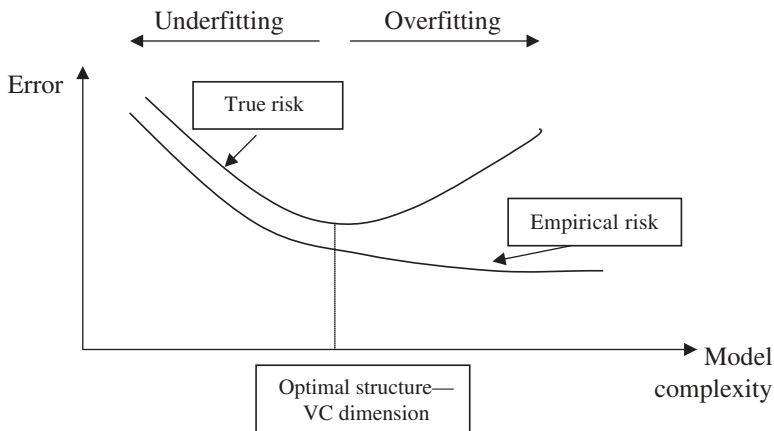 Underfitting
Overfitting
Error
True risk
Empirical risk
Model
complexity
Optimal structure—
VC dimension